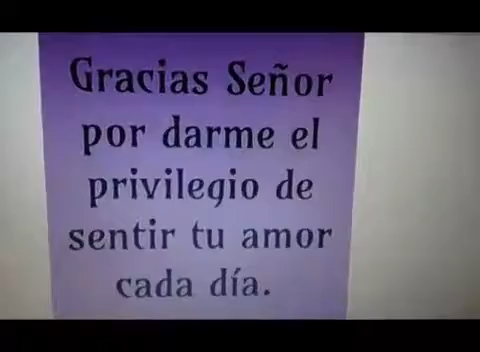 Gracias Señor
por darme el
privilegio de
sentir tu amor
cada día.